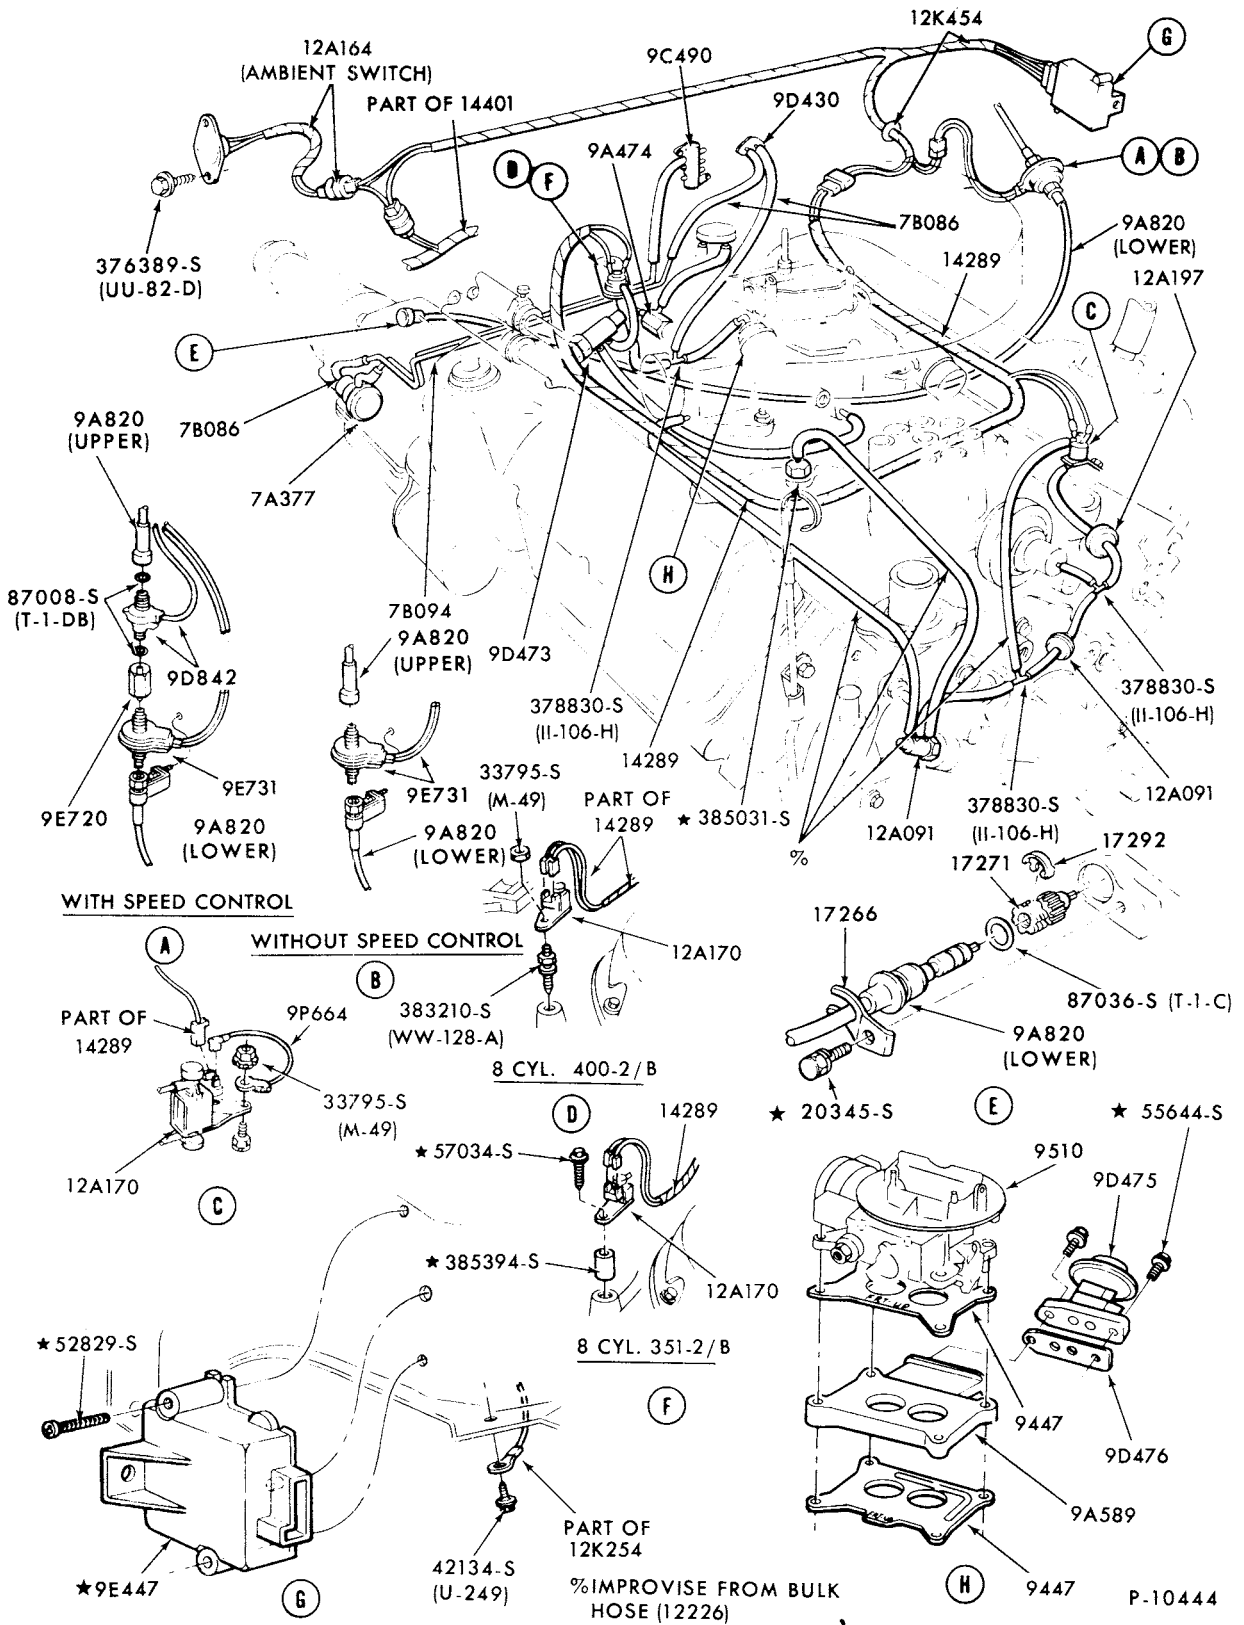 12K454
G
12A164
(AMBIENT SWITCH)
9C490
PART OF 14401
9D430
9A474
D F
A B
7B086
9A820
(LOWER)
376389-S
(UU-82-D)
14289
12A197
C
E
9A820
(UPPER)
7B086
7A377
H
87008-S
(T-1-DB)
7B094
9A820
(UPPER)
9D473
9D842
378830-S
(II-106-H)
378830-S
(II-106-H)
14289
33795-S
(M-49)
9E731
9E731
PART OF
14289
★ 385031-S
12A091
378830-S
(II-106-H)
12A091
9E720
9A820
(LOWER)
9A820
(LOWER)
%
17292
17271
WITH SPEED CONTROL
A
WITHOUT SPEED CONTROL
B
17266
12A170
PART OF
14289
9P664
383210-S
(WW-128-A)
87036-S (T-1-C)
9A820
(LOWER)
8 CYL. 400-2/B
D
33795-S
(M-49)
★ 20345-S
E
★ 55644-S
14289
★57034-S
9510
9D475
12A170
C
★385394-S
12A170
★52829-S
8 CYL. 351-2/B
F
FRT UP
9447
9D476
9A589
PART OF
12K254
42134-S
(U-249)
★9E447
G
%IMPROVISE FROM BULK
HOSE (12226)
H
9447
P-10444